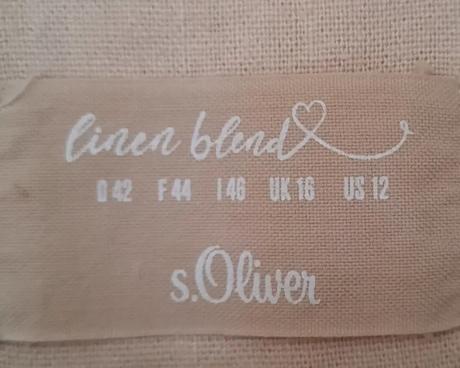 linen blend
D 42 F 44 I 46 UK 16 US 12
s.Oliver